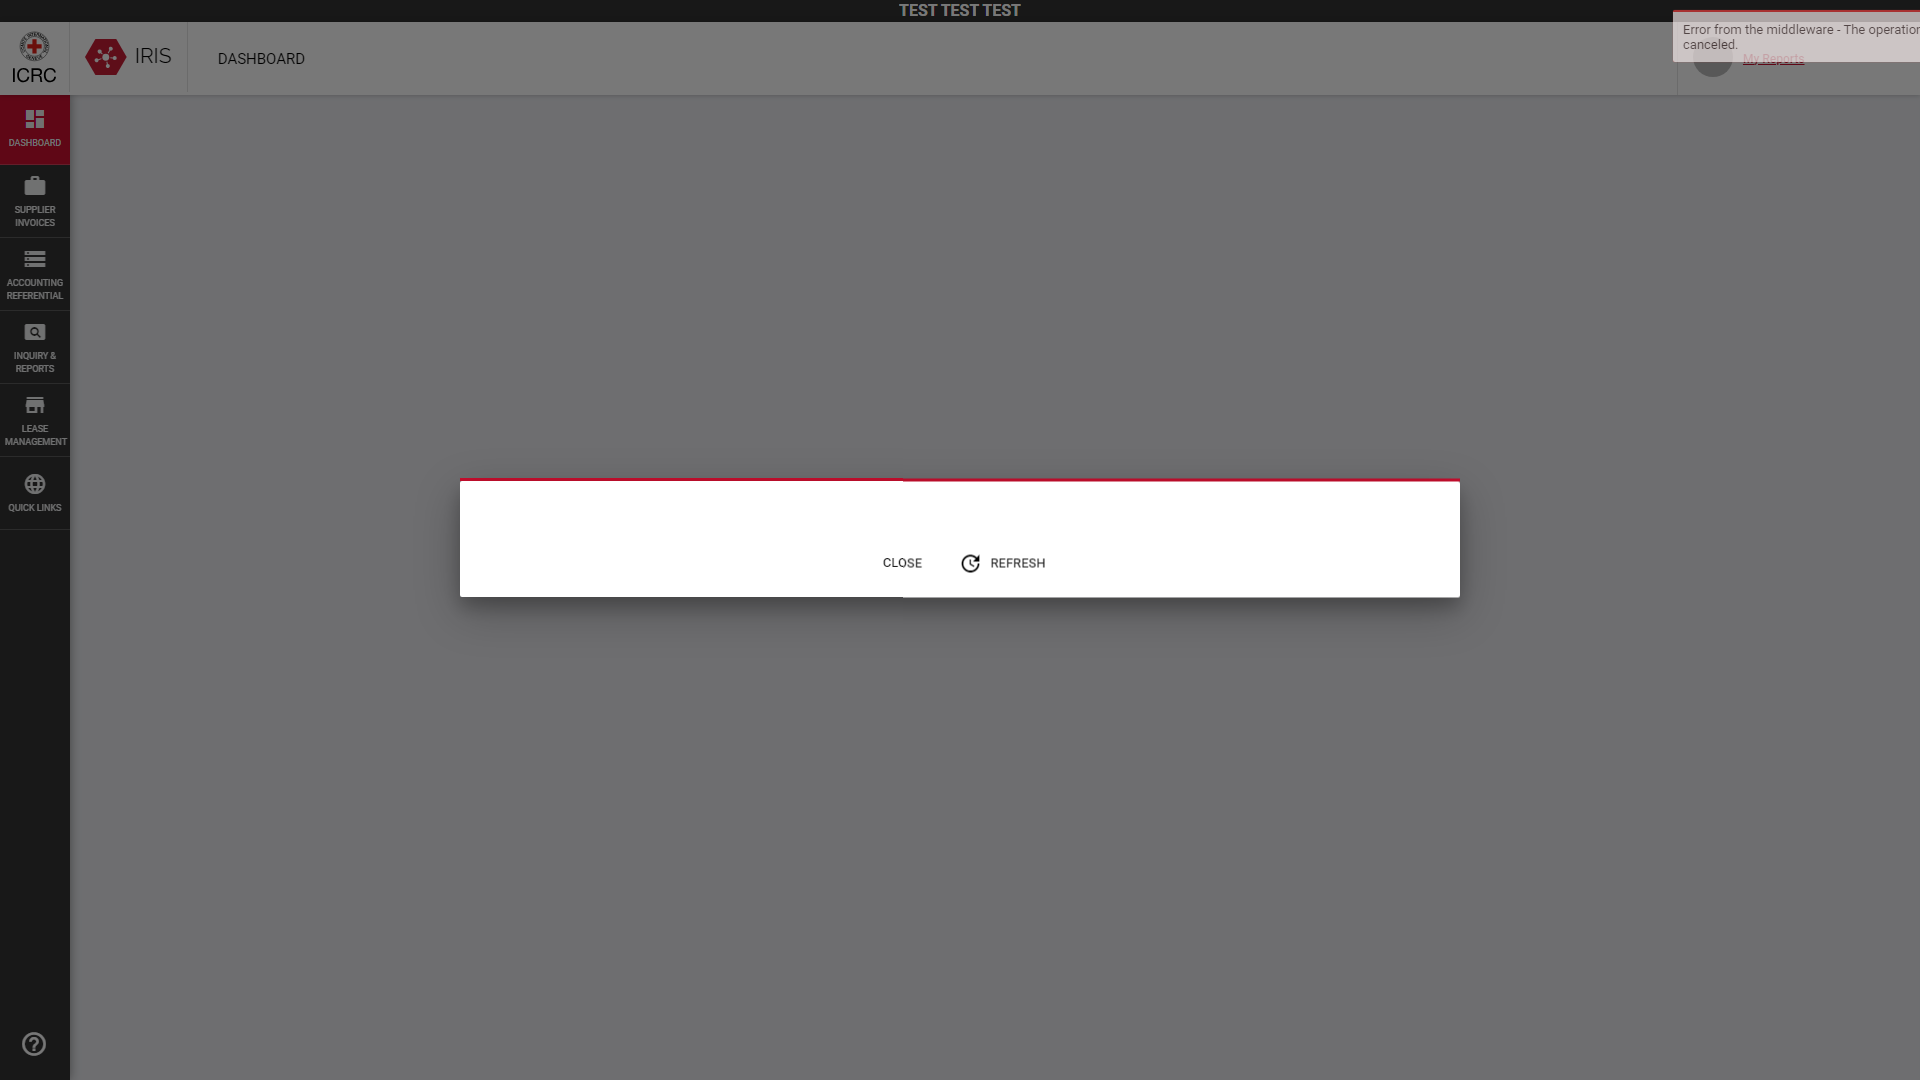 TEST TEST TEST
Error from the middleware - The operation
canceled.
ICRC
IRIS
DASHBOARD
My Reports
DASHBOARD
SUPPLIER
INVOICES
ACCOUNTING
REFERENTIAL
INQUIRY &
REPORTS
LEASE
MANAGEMENT
QUICK LINKS
CLOSE
REFRESH